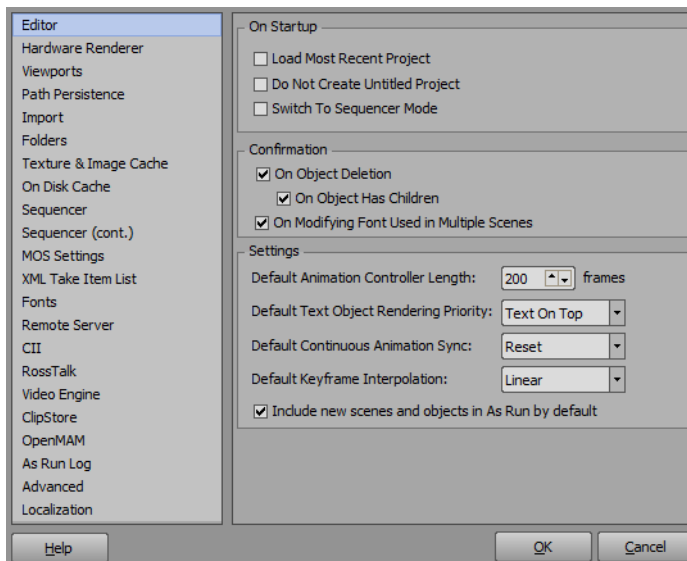 Editor
Hardware Renderer
Viewports
Path Persistence
Import
Folders
Texture & Image Cache
On Disk Cache
Sequencer
Sequencer (cont.)
MOS Settings
XML Take Item List
Fonts
Remote Server
CII
RossTalk
Video Engine
ClipStore
OpenMAM
As Run Log
Advanced
Localization
On Startup
Load Most Recent Project
Do Not Create Untitled Project
Switch To Sequencer Mode
Confirmation
On Object Deletion
On Object Has Children
On Modifying Font Used in Multiple Scenes
Settings
Default Animation Controller Length: 200 frames
Default Text Object Rendering Priority: Text On Top
Default Continuous Animation Sync: Reset
Default Keyframe Interpolation: Linear
Include new scenes and objects in As Run by default
Help OK Cancel